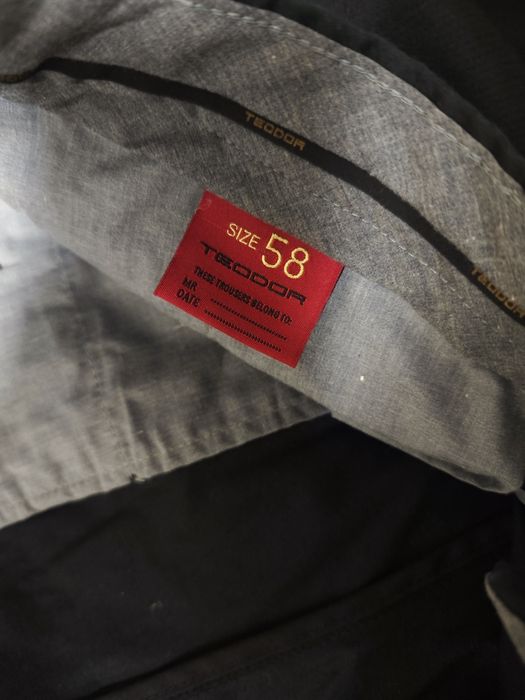 TEODOR
SIZE 58
TEODOR
THESE TROUSERS BELONG TO:
MR ....................
DATE ....................
TEODOR